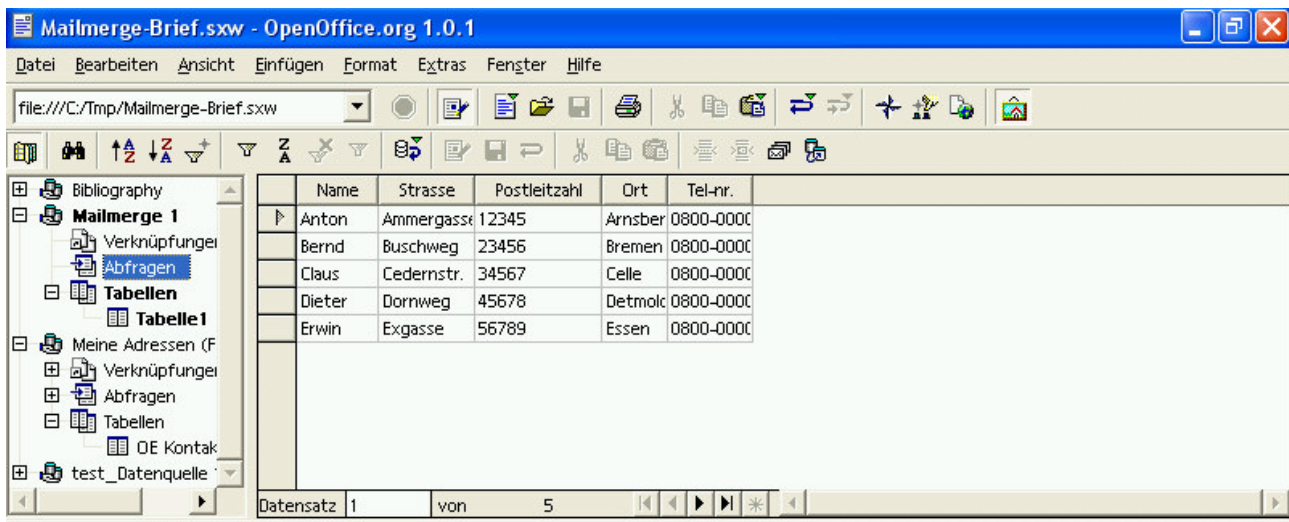 Mailmerge-Brief.sxw - OpenOffice.org 1.0.1
Datei Bearbeiten Ansicht Einfügen Format Extras Fenster Hilfe
file:///C:/Tmp/Mailmerge-Brief.sxw
Bibliography
Mailmerge 1
Verknüpfungen
Abfragen
Tabellen
Tabelle1
Meine Adressen (F
Verknüpfungen
Abfragen
Tabellen
OE Kontak
test_Datenquelle
Name Strasse Postleitzahl Ort Tel-nr.
Anton Ammergasse 12345 Arnsber 0800-0000
Bernd Buschweg 23456 Bremen 0800-0000
Claus Cedernstr. 34567 Celle 0800-0000
Dieter Dornweg 45678 Detmold 0800-0000
Erwin Exgasse 56789 Essen 0800-0000
Datensatz 1 von 5